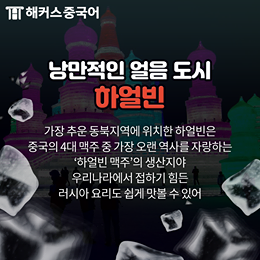 해커스 중국어
낭만적인 얼음 도시
하얼빈
가장 추운 동북지역에 위치한 하얼빈은
중국의 4대 맥주 중 가장 오랜 역사를 자랑하는
‘하얼빈 맥주’의 생산지야
우리나라에서 접하기 힘든
러시아 요리도 쉽게 맛볼 수 있어